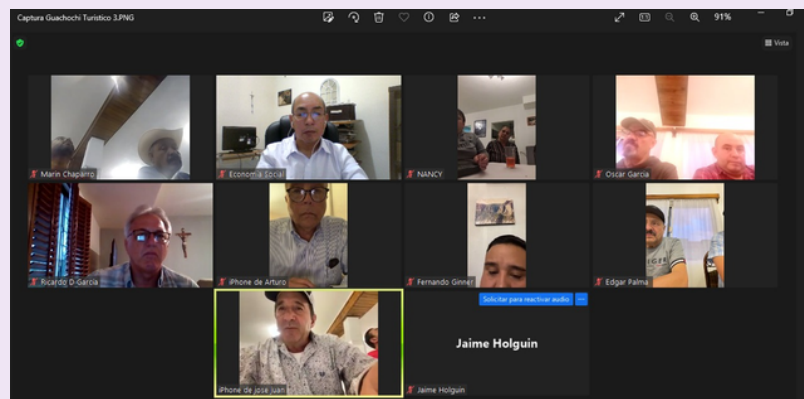 Captura Guachochi Turistico 3.PNG
91%
Vista
Marin Chaparro
Economia Social
NANCY
Oscar Garcia
Ricardo D Garcia
iPhone de Arturo
Fernando Ginner
Edgar Palma
Solicitar para reactivar audio
iPhone de jose juan
Jaime Holguin
Jaime Holguin